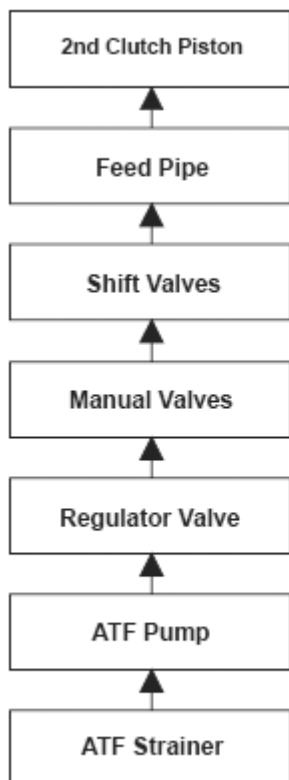 2nd Clutch Piston
Feed Pipe
Shift Valves
Manual Valves
Regulator Valve
ATF Pump
ATF Strainer